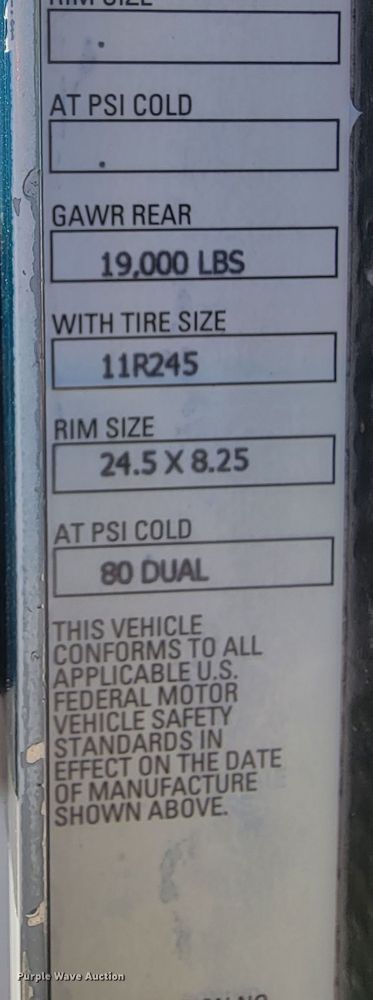 RIM SIZE
.
AT PSI COLD
.
GAWR REAR
19,000 LBS
WITH TIRE SIZE
11R245
RIM SIZE
24.5 X 8.25
AT PSI COLD
80 DUAL
THIS VEHICLE
CONFORMS TO ALL
APPLICABLE U.S.
FEDERAL MOTOR
VEHICLE SAFETY
STANDARDS IN
EFFECT ON THE DATE
OF MANUFACTURE
SHOWN ABOVE.
Purple Wave Auction